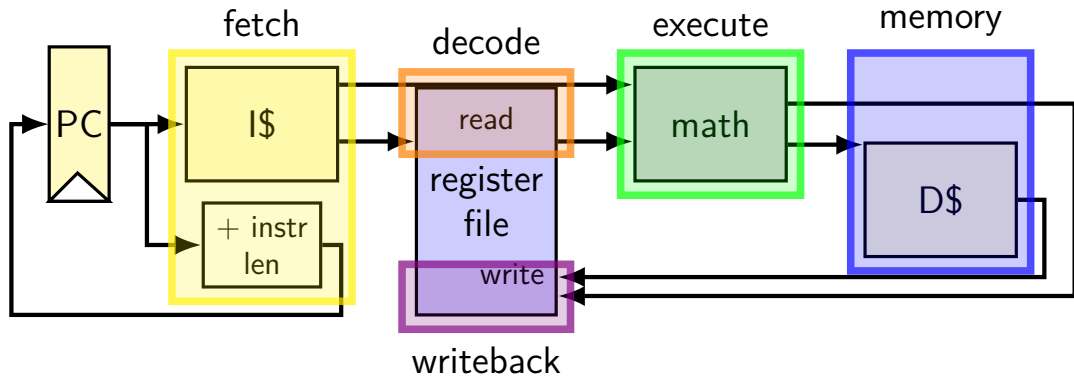 fetch
decode
execute
memory
PC
I$
read
math
register
file
D$
+ instr
len
write
writeback